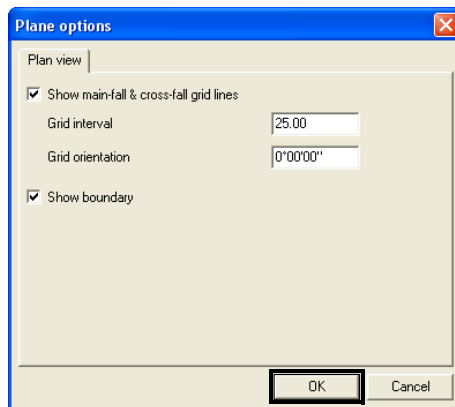 Plane options
Plan view
Show main-fall & cross-fall grid lines
Grid interval 25.00
Grid orientation 0°00'00"
Show boundary
OK Cancel